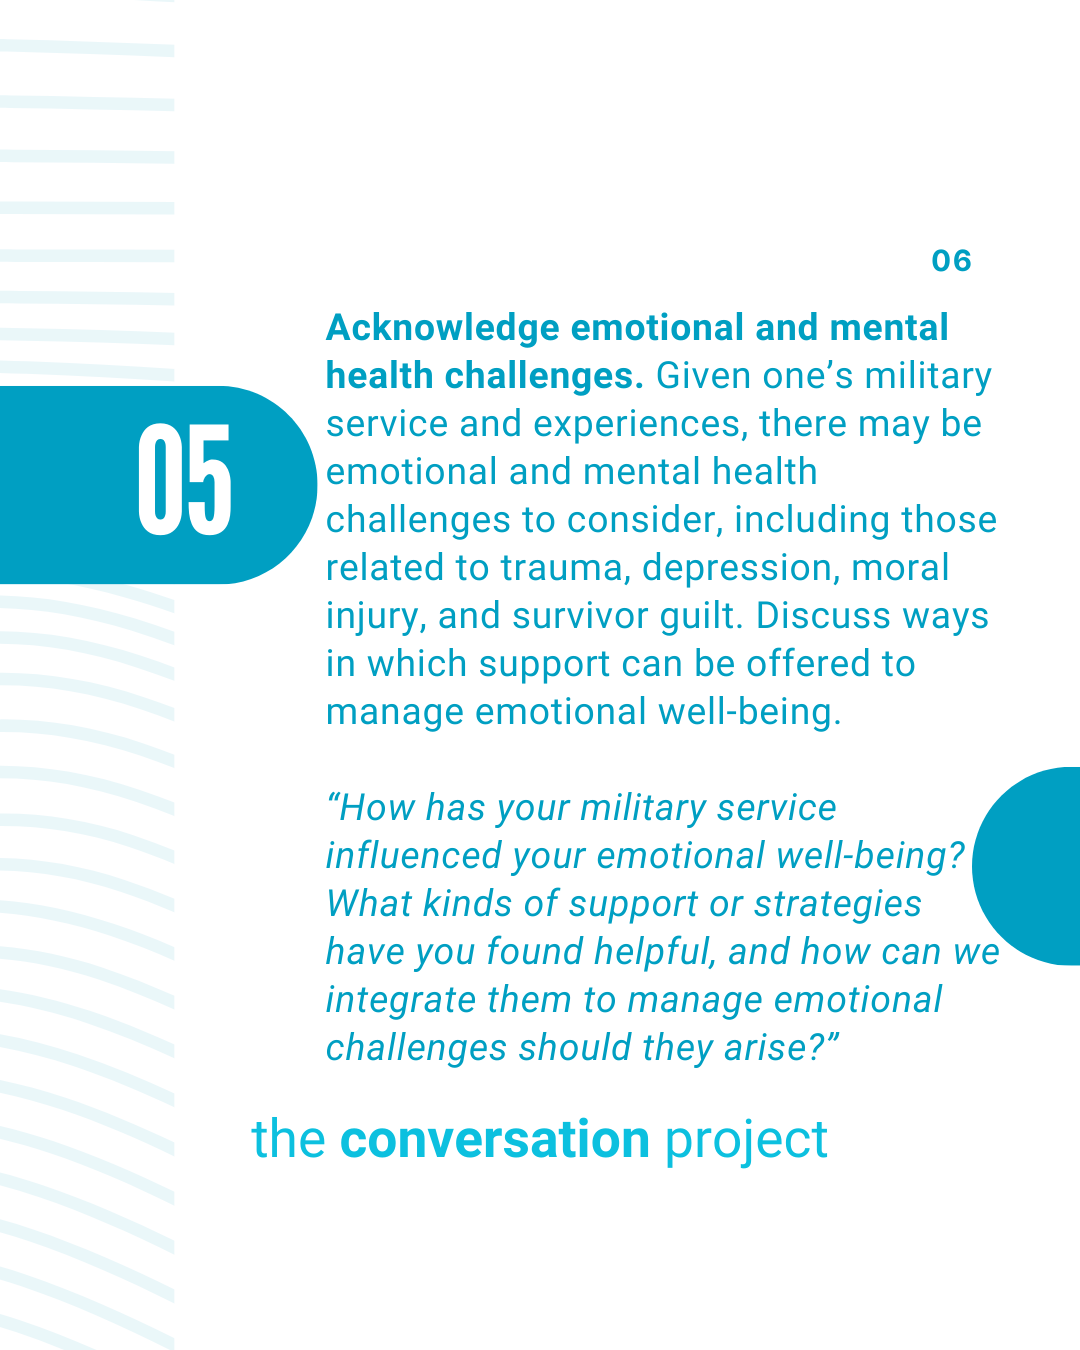 06
Acknowledge emotional and mental
health challenges. Given one’s military
service and experiences, there may be
emotional and mental health
challenges to consider, including those
related to trauma, depression, moral
injury, and survivor guilt. Discuss ways
in which support can be offered to
manage emotional well-being.
05
“How has your military service
influenced your emotional well-being?
What kinds of support or strategies
have you found helpful, and how can we
integrate them to manage emotional
challenges should they arise?”
the conversation project